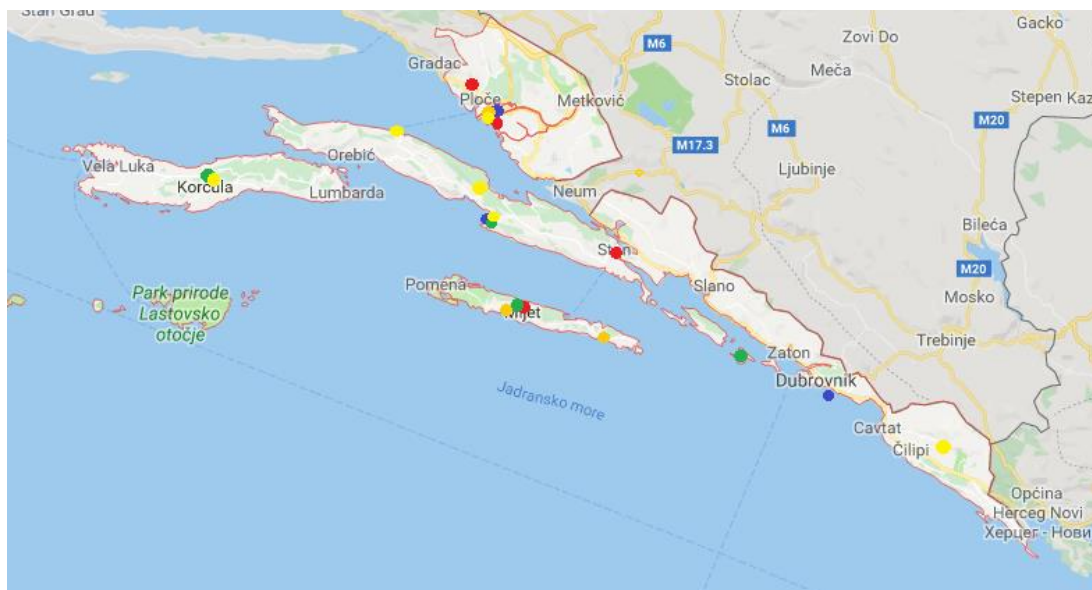 Stari Grad
Gacko
Zovi Do
M6
Gradac
Meča
Stolac
Ploče
Metković
Stepen Kaz
M20
M6
M17.3
Orebić
Vela Luka
Ljubinje
Korčula
Lumbarda
Neum
Bileća
Ston
M20
Pomena
Slano
Mosko
Park prirode
Lastovsko
otočje
Mljet
Trebinje
Zaton
Dubrovnik
Jadransko more
Cavtat
Čilipi
Općina
Herceg Novi
Херцег - Нови